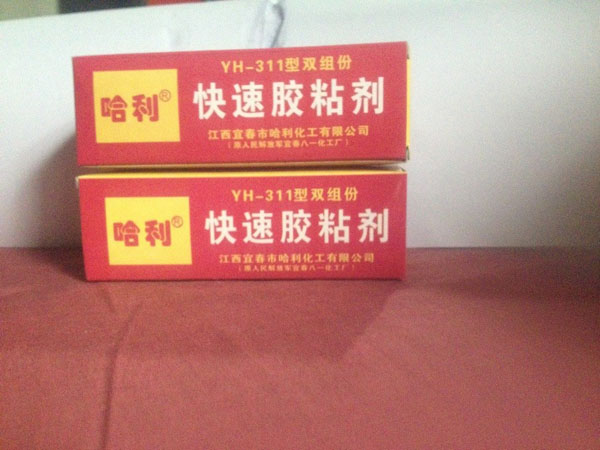 YH-311型双组份
哈利®
快速胶粘剂
江西宜春市哈利化工有限公司
(原人民解放军宜春八一化工厂)
YH-311型双组份
哈利®
快速胶粘剂
江西宜春市哈利化工有限公司
(原人民解放军宜春八一化工厂)